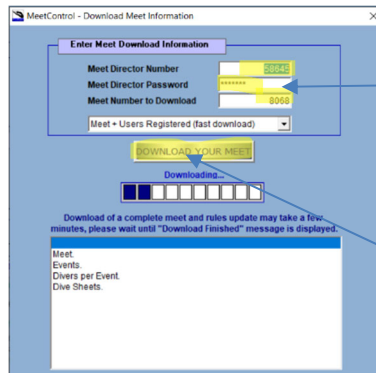 MeetControl - Download Meet Information
Enter Meet Download Information
Meet Director Number 58845
Meet Director Password *******
Meet Number to Download 8068
Meet + Users Registered (fast download)
DOWNLOAD YOUR MEET
Downloading...
Download of a complete meet and rules update may take a few
minutes, please wait until "Download Finished" message is displayed.
Meet.
Events.
Divers per Event.
Dive Sheets.